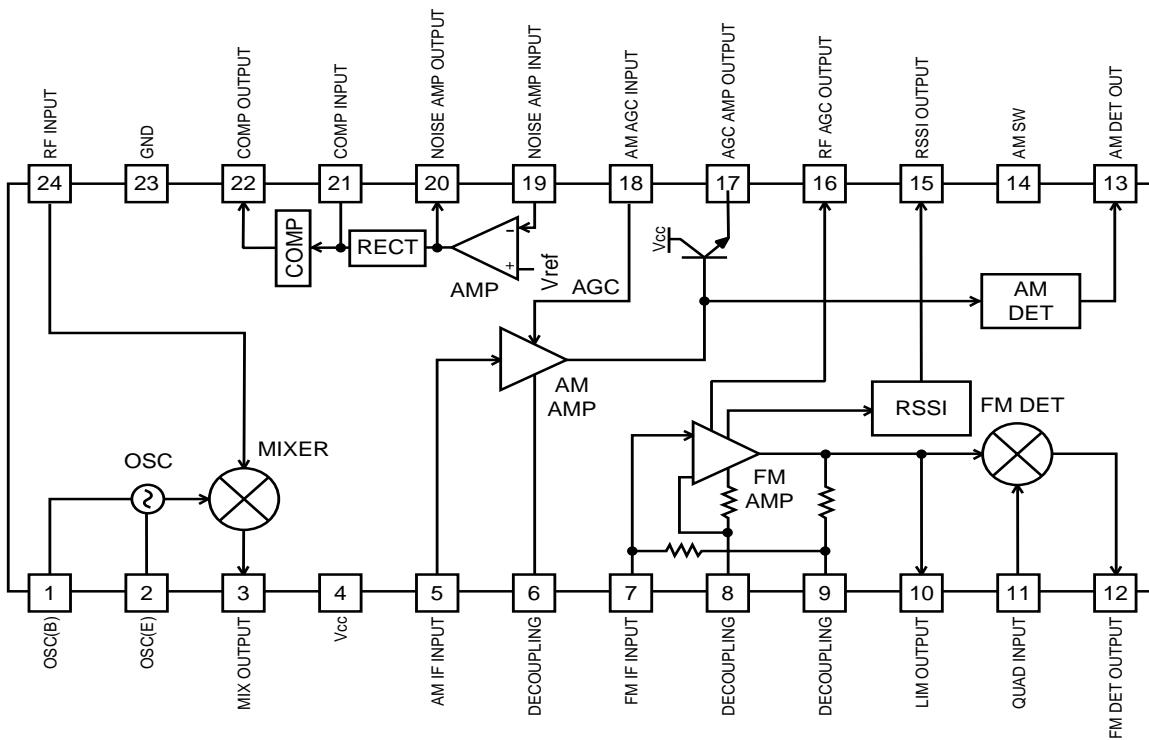 RF INPUT
GND
COMP OUTPUT
COMP INPUT
NOISE AMP OUTPUT
NOISE AMP INPUT
AM AGC INPUT
AGC AMP OUTPUT
RF AGC OUTPUT
RSSI OUTPUT
AM SW
AM DET OUT
24
23
22
21
20
19
18
17
16
15
14
13
COMP
RECT
AMP
-
+
Vref
AGC
Vcc
AM
DET
AM
AMP
RSSI
FM DET
OSC
MIXER
FM
AMP
1
2
3
4
5
6
7
8
9
10
11
12
OSC(B)
OSC(E)
MIX OUTPUT
Vcc
AM IF INPUT
DECOUPLING
FM IF INPUT
DECOUPLING
DECOUPLING
LIM OUTPUT
QUAD INPUT
FM DET OUTPUT